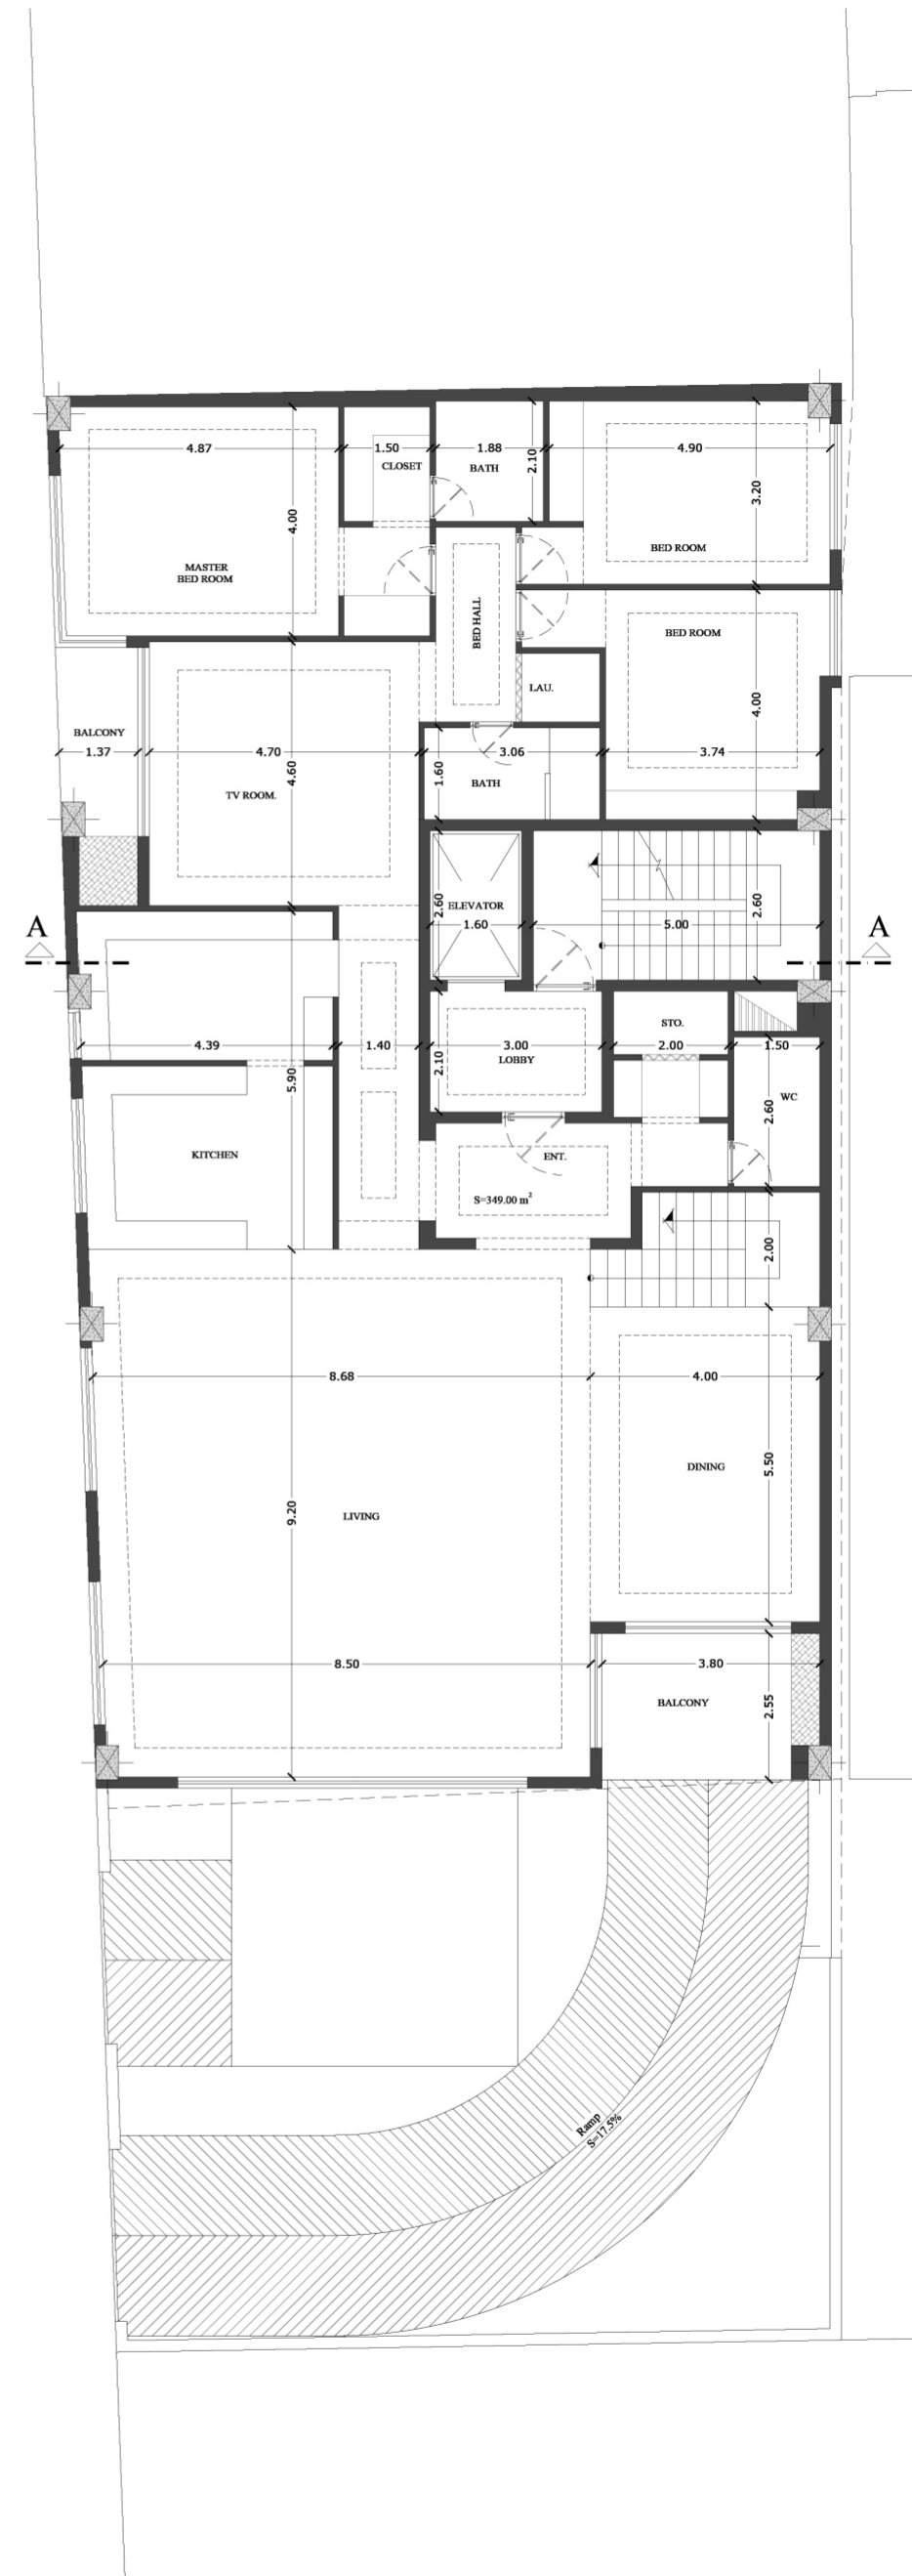 4.87
1.50
CLOSET
1.88
BATH
2.10
4.90
3.20
4.00
MASTER
BED ROOM
BED ROOM
BED HALL
BED ROOM
LAU.
4.00
BALCONY
1.37
4.70
4.60
TV ROOM.
3.06
1.60
BATH
3.74
A
2.60
ELEVATOR
1.60
5.00
2.60
A
4.39
1.40
5.90
3.00
LOBBY
2.10
STO.
2.00
1.50
WC
2.60
KITCHEN
ENT.
S=349.00 m²
2.00
8.68
4.00
DINING
5.50
9.20
LIVING
8.50
3.80
BALCONY
2.55
Ramp
S=17.5%